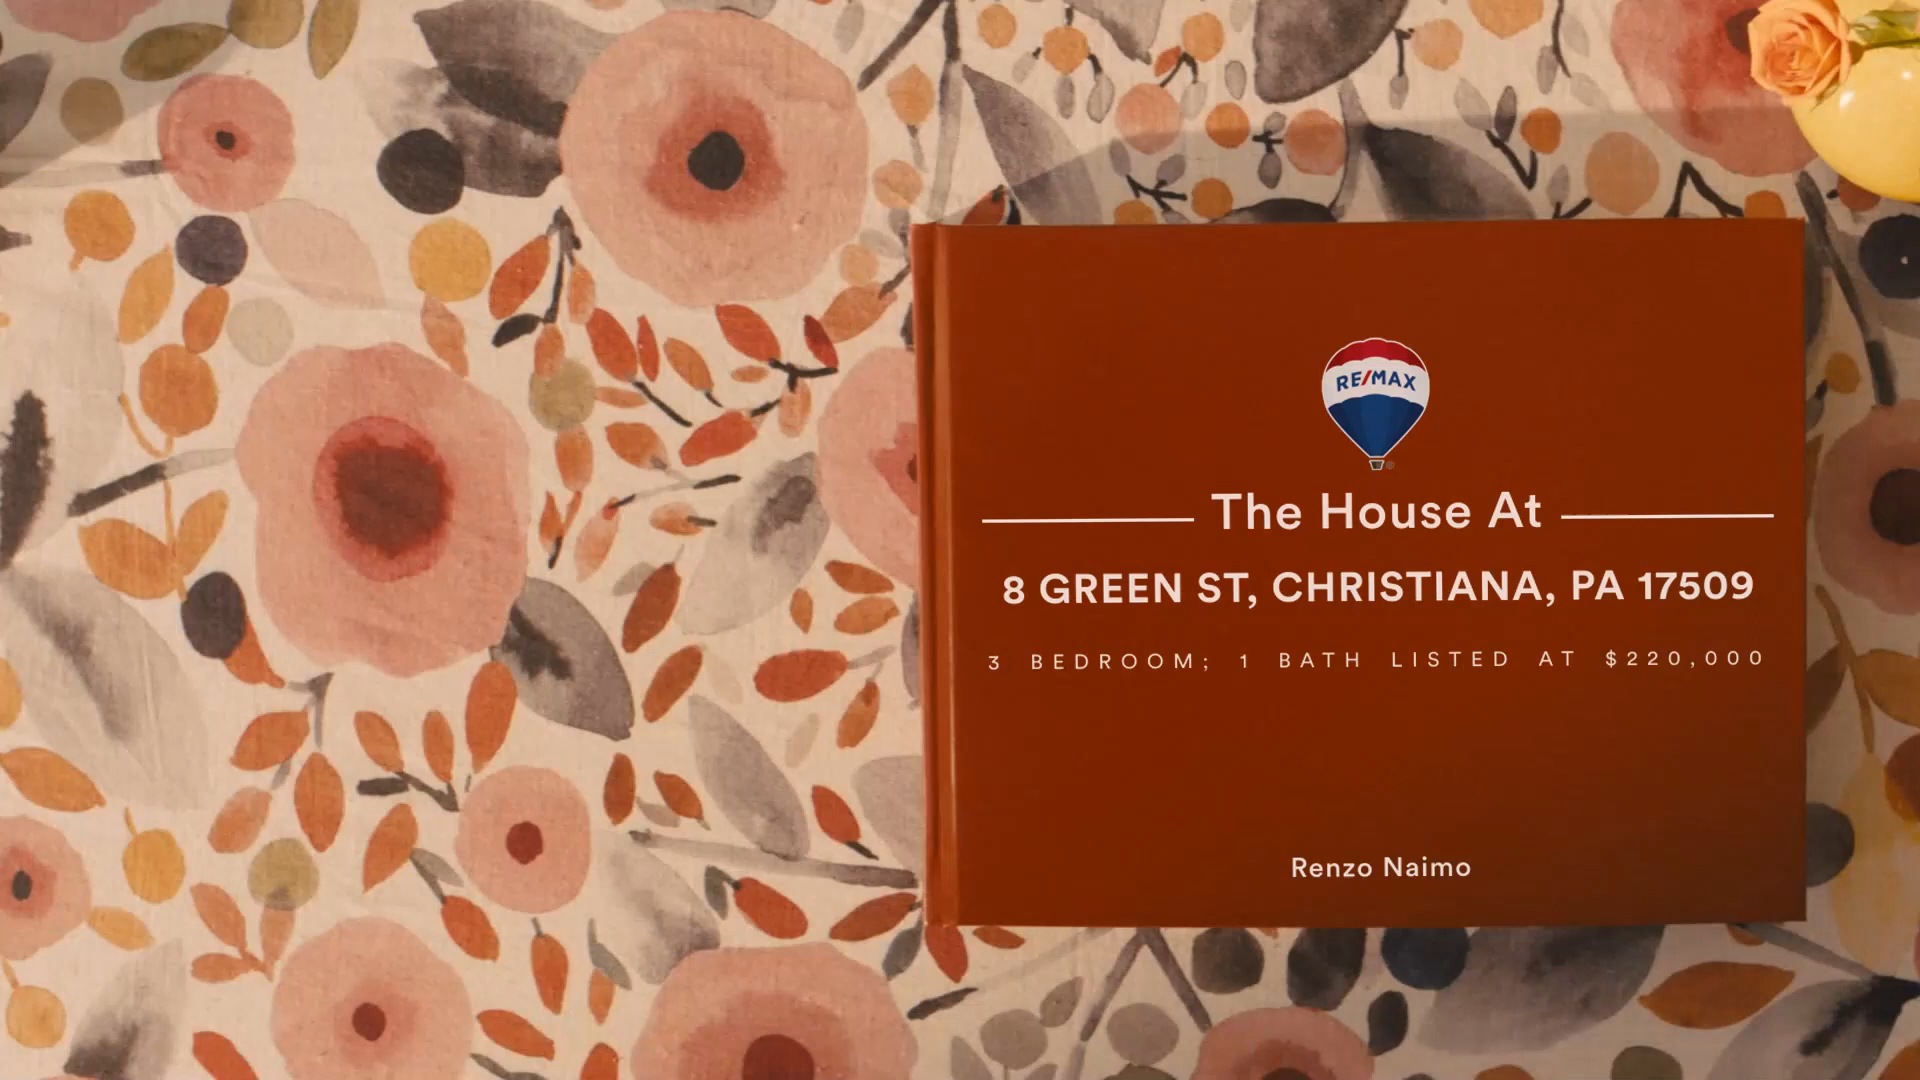 RE/MAX
The House At
8 GREEN ST, CHRISTIANA, PA 17509
3 BEDROOM; 1 BATH LISTED AT $220,000
Renzo Naimo